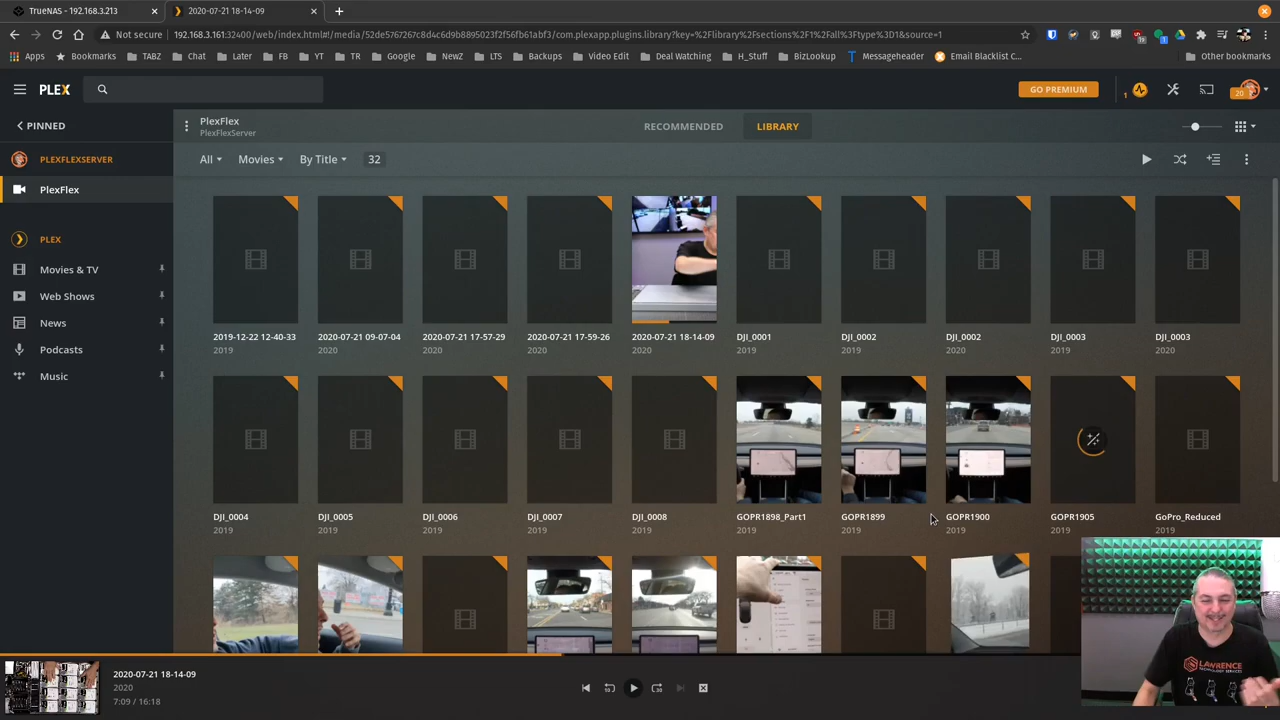 TrueNAS - 192.168.3.213
2020-07-21 18-14-09
Not secure
192.168.3.161:32400/web/index.html#!/media/52de5767267c8d4c6d9b8895023f2f56fb61abf3/com.plexapp.plugins.library?key=%2Flibrary%2Fsections%2F1%2Fall%3Ftype%3D1&source=1
Apps Bookmarks TABZ Chat Later FB YT TR Google NewZ LTS Backups Video Edit Deal Watching H_Stuff BizLookup Messageheader Email Blacklist C... Other bookmarks
PLEX
GO PREMIUM
1
20
PINNED
PLEXFLEXSERVER
PlexFlex
PLEX
Movies & TV
Web Shows
News
Podcasts
Music
PlexFlex
PlexFlexServer
RECOMMENDED LIBRARY
All Movies By Title 32
2019-12-22 12-40-33 2020-07-21 09-07-04 2020-07-21 17-57-29 2020-07-21 17-59-26 2020-07-21 18-14-09 DJI_0001 DJI_0002 DJI_0002 DJI_0003 DJI_0003
2019 2020 2020 2020 2020 2019 2019 2020 2019 2020
DJI_0004 DJI_0005 DJI_0006 DJI_0007 DJI_0008 GOPR1898_Part1 GOPR1899 GOPR1900 GOPR1905 GoPro_Reduced
2019 2019 2019 2019 2019 2019 2019 2019 2019 2019
2020-07-21 18-14-09
2020
7:09 / 16:18
10
30
LAWRENCE